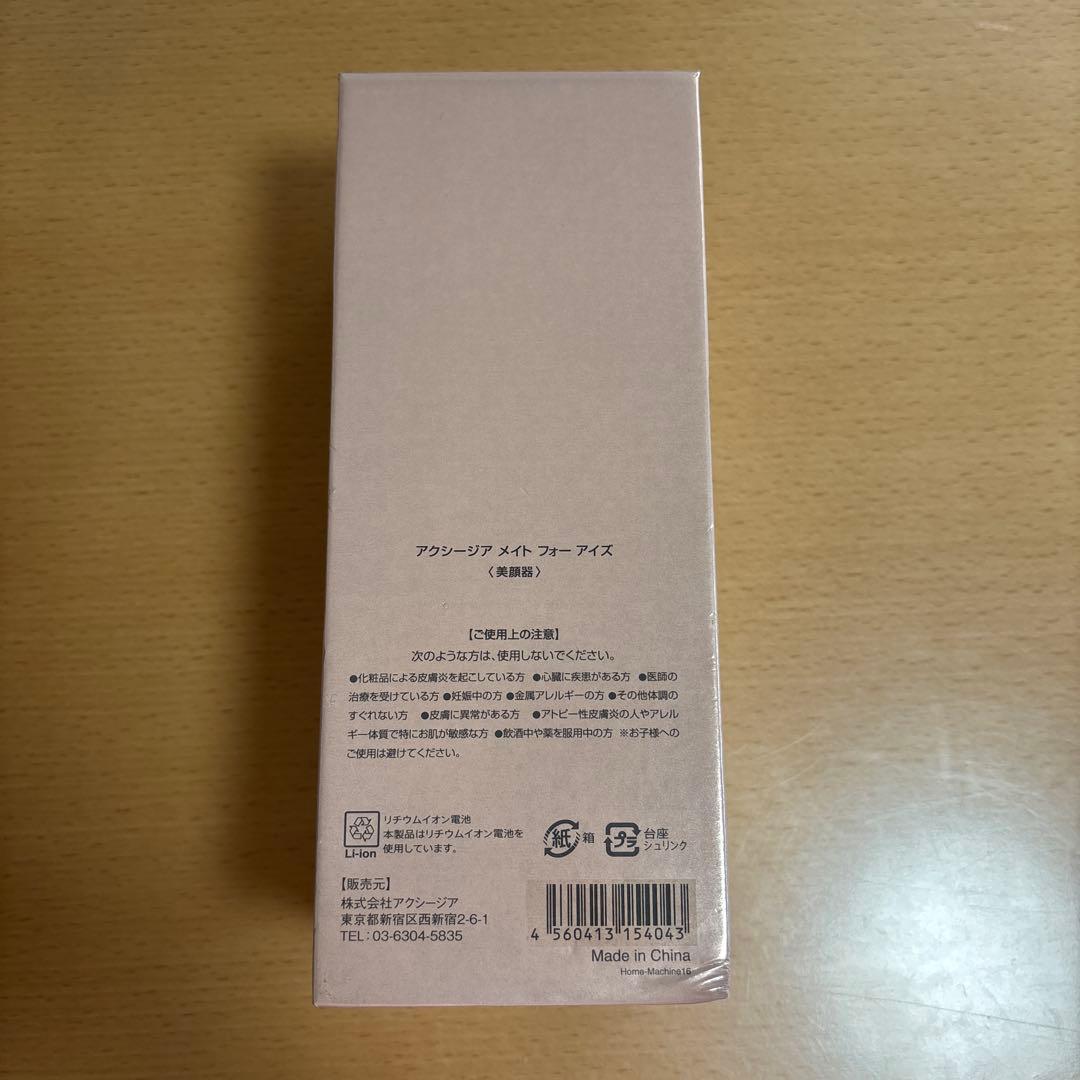 アクシージア メイト フォー アイズ
〈美顔器〉
【ご使用上の注意】
次のような方は、使用しないでください。
●化粧品による皮膚炎を起こしている方 ●心臓に疾患がある方 ●医師の
治療を受けている方 ●妊娠中の方 ●金属アレルギーの方 ●その他体調の
すぐれない方 ●皮膚に異常がある方 ●アトピー性皮膚炎の人やアレル
ギー体質で特にお肌が敏感な方 ●飲酒中や薬を服用中の方 ※お子様への
ご使用は避けてください。
リチウムイオン電池
本製品はリチウムイオン電池を
使用しています。
Li-ion
紙 箱
プラ 台座
シュリンク
【販売元】
株式会社アクシージア
東京都新宿区西新宿2-6-1
TEL：03-6304-5835
4 560413 154043
Made in China
Home-Machine16